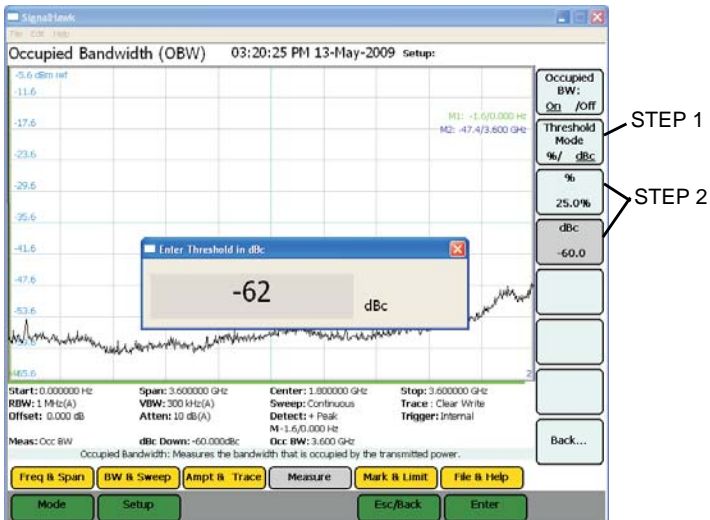 SignalHawk
File Edit Help
Occupied Bandwidth (OBW) 03:20:25 PM 13-May-2009 Setup:
-5.6 dBm ref
-11.6
-17.6
-23.6
-29.6
-35.6
-41.6
-47.6
-53.6
-65.6
M1: -1.6/0.000 Hz
M2: -47.4/3.600 GHz
2
Enter Threshold in dBc
-62 dBc
Occupied
BW:
On /Off
Threshold
Mode
%/ dBc
%
25.0%
dBc
-60.0
Back...
STEP 1
STEP 2
Start: 0.000000 Hz Span: 3.600000 GHz Center: 1.800000 GHz Stop: 3.600000 GHz
RBW: 1 MHz(A) VBW: 300 kHz(A) Sweep: Continuous Trace : Clear Write
Offset: 0.000 dB Atten: 10 dB(A) Detect: + Peak Trigger: Internal
M-1.6/0.000 Hz
Meas: Occ BW dBc Down: -60.000dBc Occ BW: 3.600 GHz
Occupied Bandwidth: Measures the bandwidth that is occupied by the transmitted power.
Freq & Span BW & Sweep Ampt & Trace Measure Mark & Limit File & Help
Mode Setup Esc/Back Enter